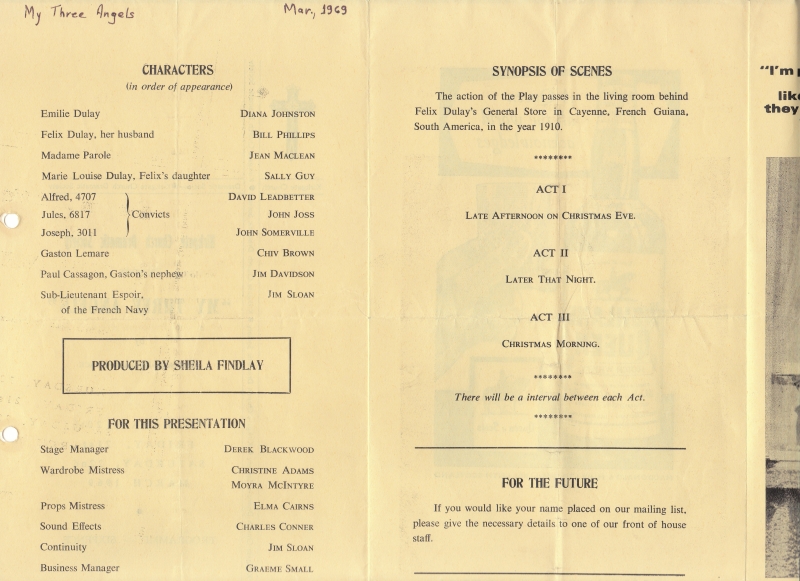 My Three Angels
Mar., 1969
CHARACTERS
(in order of appearance)
Emilie Dulay DIANA JOHNSTON
Felix Dulay, her husband BILL PHILLIPS
Madame Parole JEAN MACLEAN
Marie Louise Dulay, Felix's daughter SALLY GUY
Alfred, 4707 DAVID LEADBETTER
Jules, 6817 Convicts JOHN JOSS
Joseph, 3011 JOHN SOMERVILLE
Gaston Lemare CHIV BROWN
Paul Cassagon, Gaston's nephew JIM DAVIDSON
Sub-Lieutenant Espoir, JIM SLOAN
of the French Navy
PRODUCED BY SHEILA FINDLAY
FOR THIS PRESENTATION
Stage Manager DEREK BLACKWOOD
Wardrobe Mistress CHRISTINE ADAMS
MOYRA MCINTYRE
Props Mistress ELMA CAIRNS
Sound Effects CHARLES CONNER
Continuity JIM SLOAN
Business Manager GRAEME SMALL
SYNOPSIS OF SCENES
The action of the Play passes in the living room behind
Felix Dulay's General Store in Cayenne, French Guiana,
South America, in the year 1910.
********
ACT I
LATE AFTERNOON ON CHRISTMAS EVE.
ACT II
LATER THAT NIGHT.
ACT III
CHRISTMAS MORNING.
********
There will be a interval between each Act.
********
FOR THE FUTURE
If you would like your name placed on our mailing list,
please give the necessary details to one of our front of house
staff.
"I'm
like
they